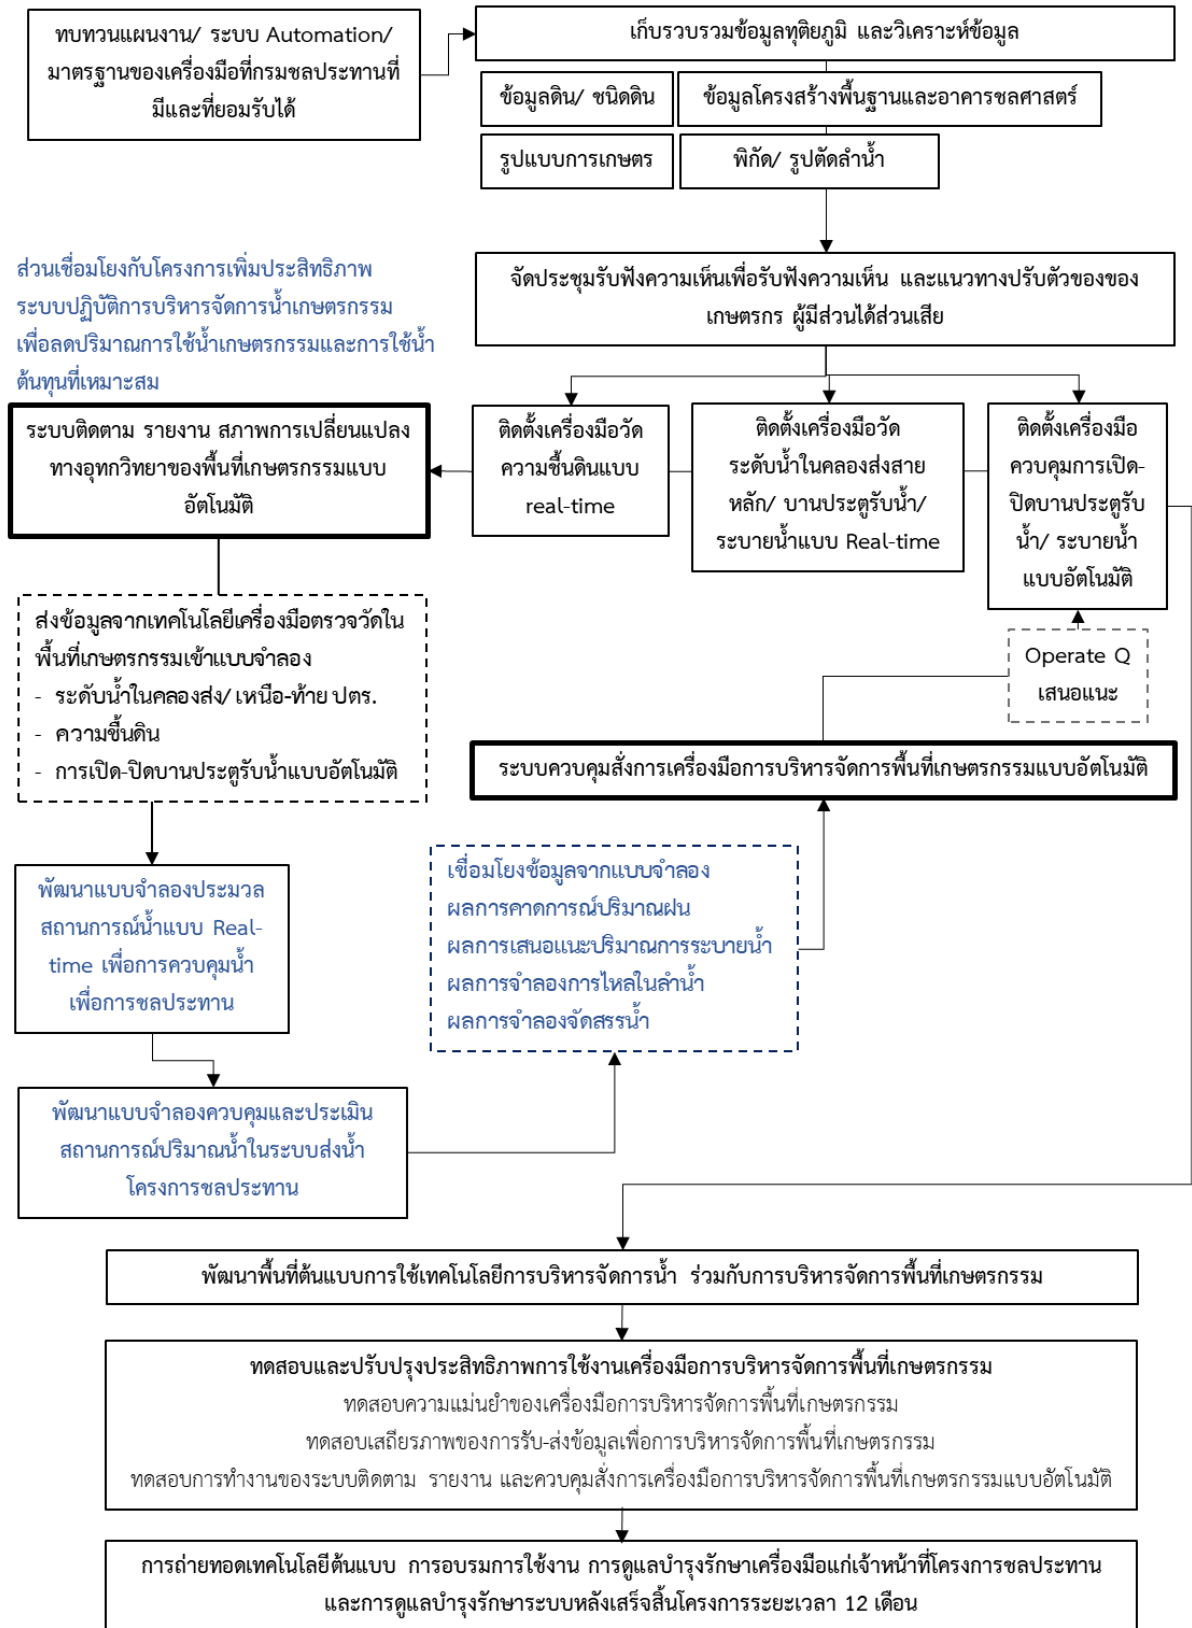 ทบทวนแผนงาน/ ระบบ Automation/
มาตรฐานของเครื่องมือที่กรมชลประทานที่
มีและที่ยอมรับได้
เก็บรวบรวมข้อมูลทุติยภูมิ และวิเคราะห์ข้อมูล
ข้อมูลดิน/ ชนิดดิน
ข้อมูลโครงสร้างพื้นฐานและอาคารชลศาสตร์
รูปแบบการเกษตร
พิกัด/ รูปตัดลำน้ำ
จัดประชุมรับฟังความเห็นเพื่อรับฟังความเห็น และแนวทางปรับตัวของของ
เกษตรกร ผู้มีส่วนได้ส่วนเสีย
ส่วนเชื่อมโยงกับโครงการเพิ่มประสิทธิภาพ
ระบบปฏิบัติการบริหารจัดการน้ำเกษตรกรรม
เพื่อลดปริมาณการใช้น้ำเกษตรกรรมและการใช้น้ำ
ต้นทุนที่เหมาะสม
ระบบติดตาม รายงาน สภาพการเปลี่ยนแปลง
ทางอุทกวิทยาของพื้นที่เกษตรกรรมแบบ
อัตโนมัติ
ติดตั้งเครื่องมือวัด
ความชื้นดินแบบ
real-time
ติดตั้งเครื่องมือวัด
ระดับน้ำในคลองส่งสาย
หลัก/ บานประตูรับน้ำ/
ระบายน้ำแบบ Real-time
ติดตั้งเครื่องมือ
ควบคุมการเปิด-
ปิดบานประตูรับ
น้ำ/ ระบายน้ำ
แบบอัตโนมัติ
ส่งข้อมูลจากเทคโนโลยีเครื่องมือตรวจวัดใน
พื้นที่เกษตรกรรมเข้าแบบจำลอง
- ระดับน้ำในคลองส่ง/ เหนือ-ท้าย ปตร.
- ความชื้นดิน
- การเปิด-ปิดบานประตูรับน้ำแบบอัตโนมัติ
Operate Q
เสนอแนะ
ระบบควบคุมสั่งการเครื่องมือการบริหารจัดการพื้นที่เกษตรกรรมแบบอัตโนมัติ
เชื่อมโยงข้อมูลจากแบบจำลอง
ผลการคาดการณ์ปริมาณฝน
ผลการเสนอแนะปริมาณการระบายน้ำ
ผลการจำลองการไหลในลำน้ำ
ผลการจำลองจัดสรรน้ำ
พัฒนาแบบจำลองประมวล
สถานการณ์น้ำแบบ Real-
time เพื่อการควบคุมน้ำ
เพื่อการชลประทาน
พัฒนาแบบจำลองควบคุมและประเมิน
สถานการณ์ปริมาณน้ำในระบบส่งน้ำ
โครงการชลประทาน
พัฒนาพื้นที่ต้นแบบการใช้เทคโนโลยีการบริหารจัดการน้ำ ร่วมกับการบริหารจัดการพื้นที่เกษตรกรรม
ทดสอบและปรับปรุงประสิทธิภาพการใช้งานเครื่องมือการบริหารจัดการพื้นที่เกษตรกรรม
ทดสอบความแม่นยำของเครื่องมือการบริหารจัดการพื้นที่เกษตรกรรม
ทดสอบเสถียรภาพของการรับ-ส่งข้อมูลเพื่อการบริหารจัดการพื้นที่เกษตรกรรม
ทดสอบการทำงานของระบบติดตาม รายงาน และควบคุมสั่งการเครื่องมือการบริหารจัดการพื้นที่เกษตรกรรมแบบอัตโนมัติ
การถ่ายทอดเทคโนโลยีต้นแบบ การอบรมการใช้งาน การดูแลบำรุงรักษาเครื่องมือแก่เจ้าหน้าที่โครงการชลประทาน
และการดูแลบำรุงรักษาระบบหลังเสร็จสิ้นโครงการระยะเวลา 12 เดือน